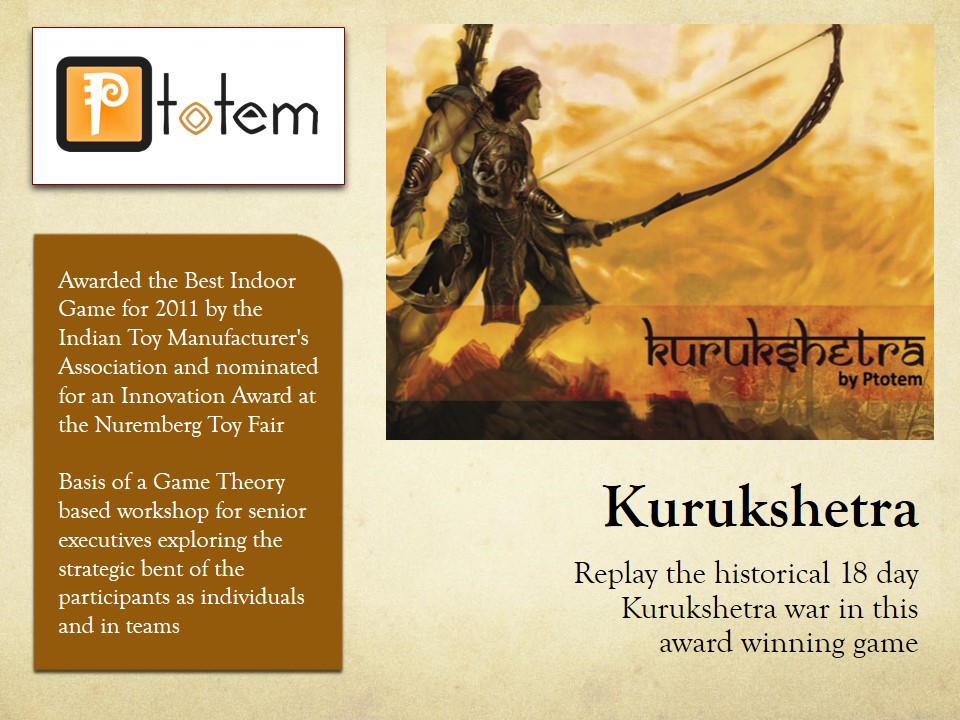 Ptotem
Awarded the Best Indoor
Game for 2011 by the
Indian Toy Manufacturer's
Association and nominated
for an Innovation Award at
the Nuremberg Toy Fair
Basis of a Game Theory
based workshop for senior
executives exploring the
strategic bent of the
participants as individuals
and in teams
kurukshetra
by Ptotem
Kurukshetra
Replay the historical 18 day
Kurukshetra war in this
award winning game